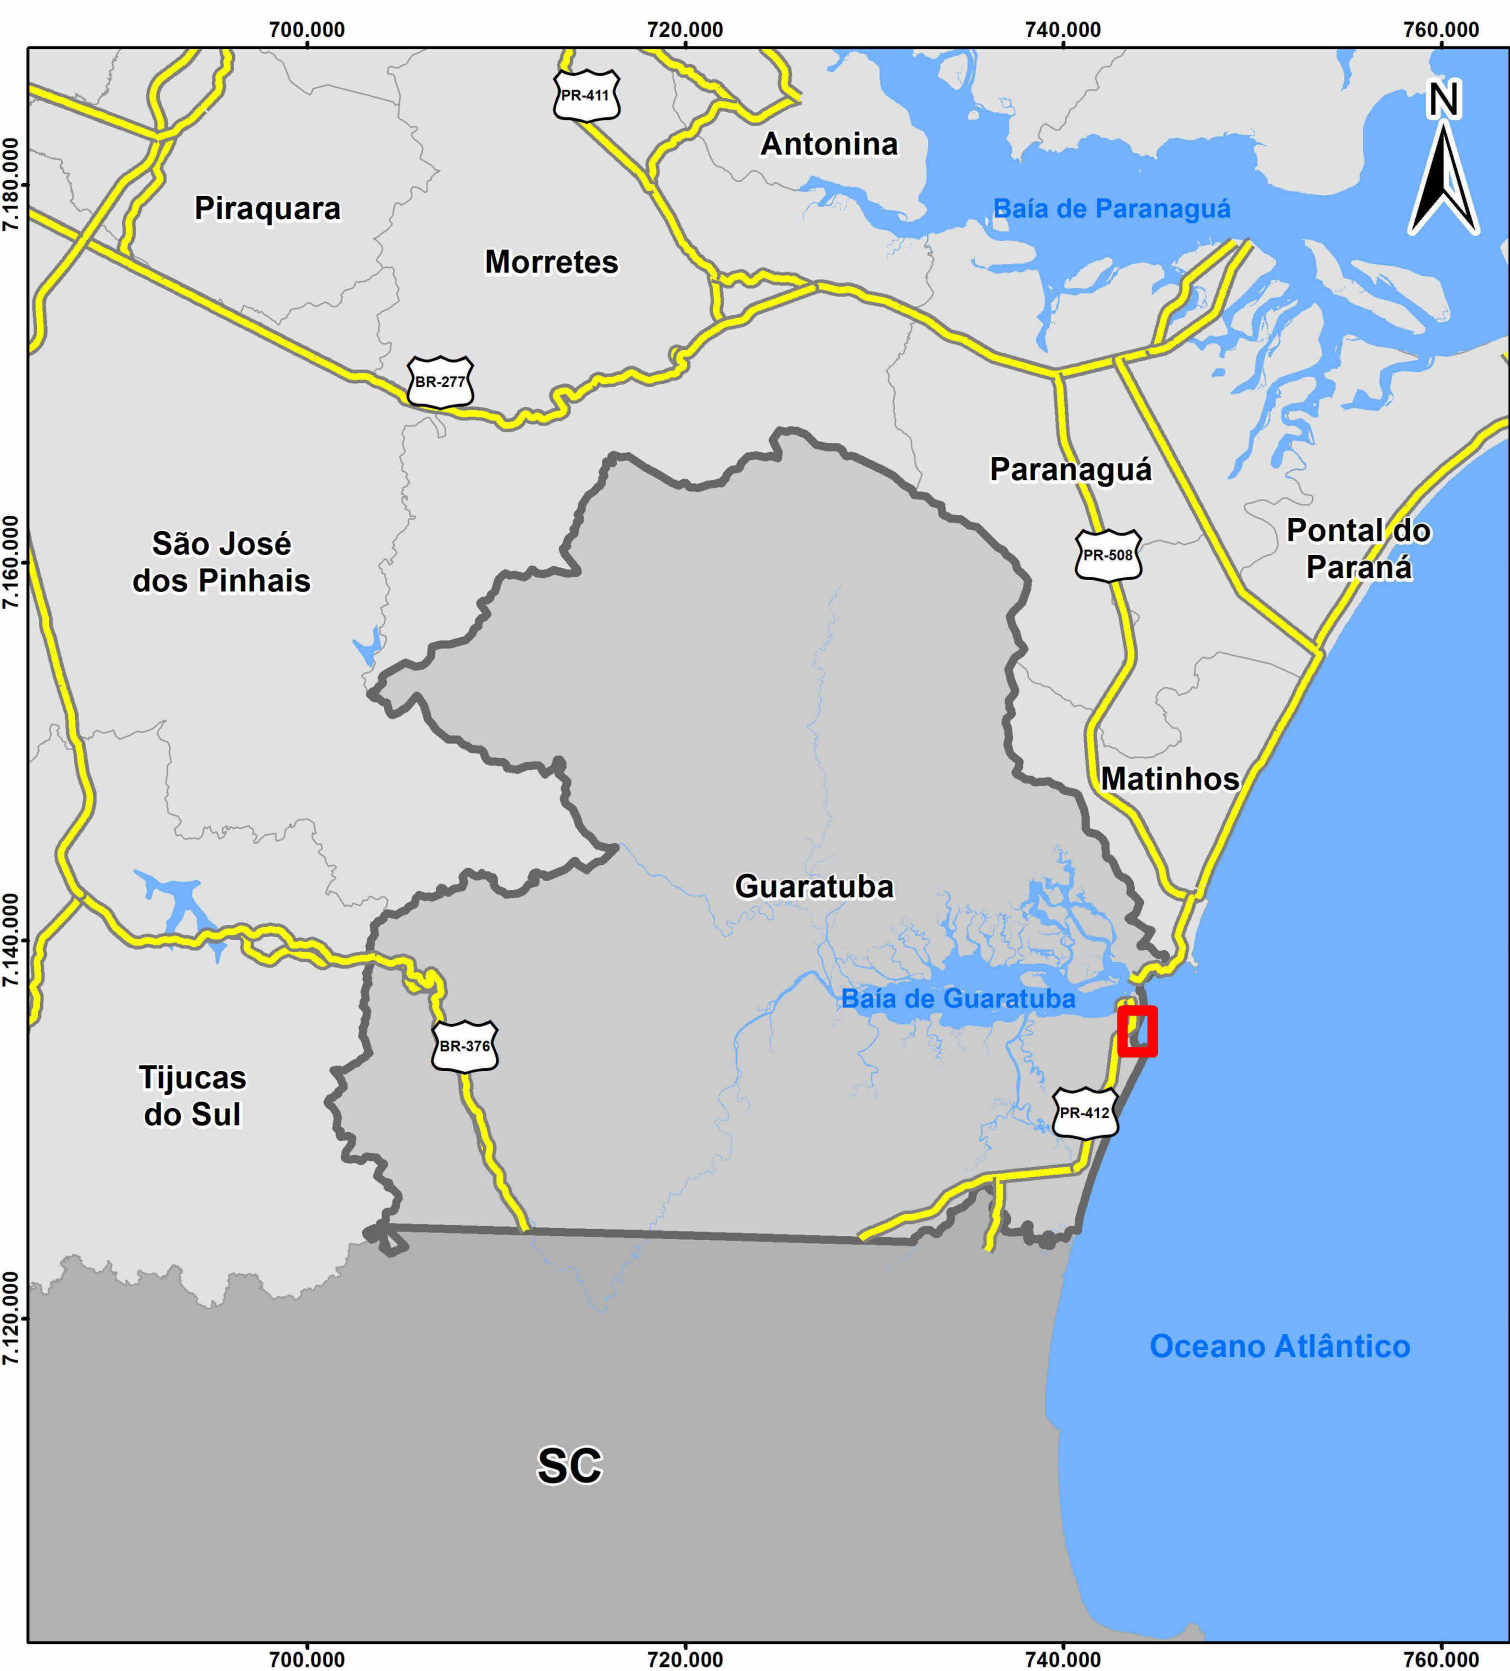 700.000
720.000
740.000
760.000
N
PR-411
Antonina
7.180.000
Piraquara
Baía de Paranaguá
Morretes
BR-277
Paranaguá
Pontal do
Paraná
São José
dos Pinhais
PR-508
7.160.000
Matinhos
Guaratuba
7.140.000
Baía de Guaratuba
BR-376
Tijucas
do Sul
PR-412
7.120.000
Oceano Atlântico
SC
700.000
720.000
740.000
760.000